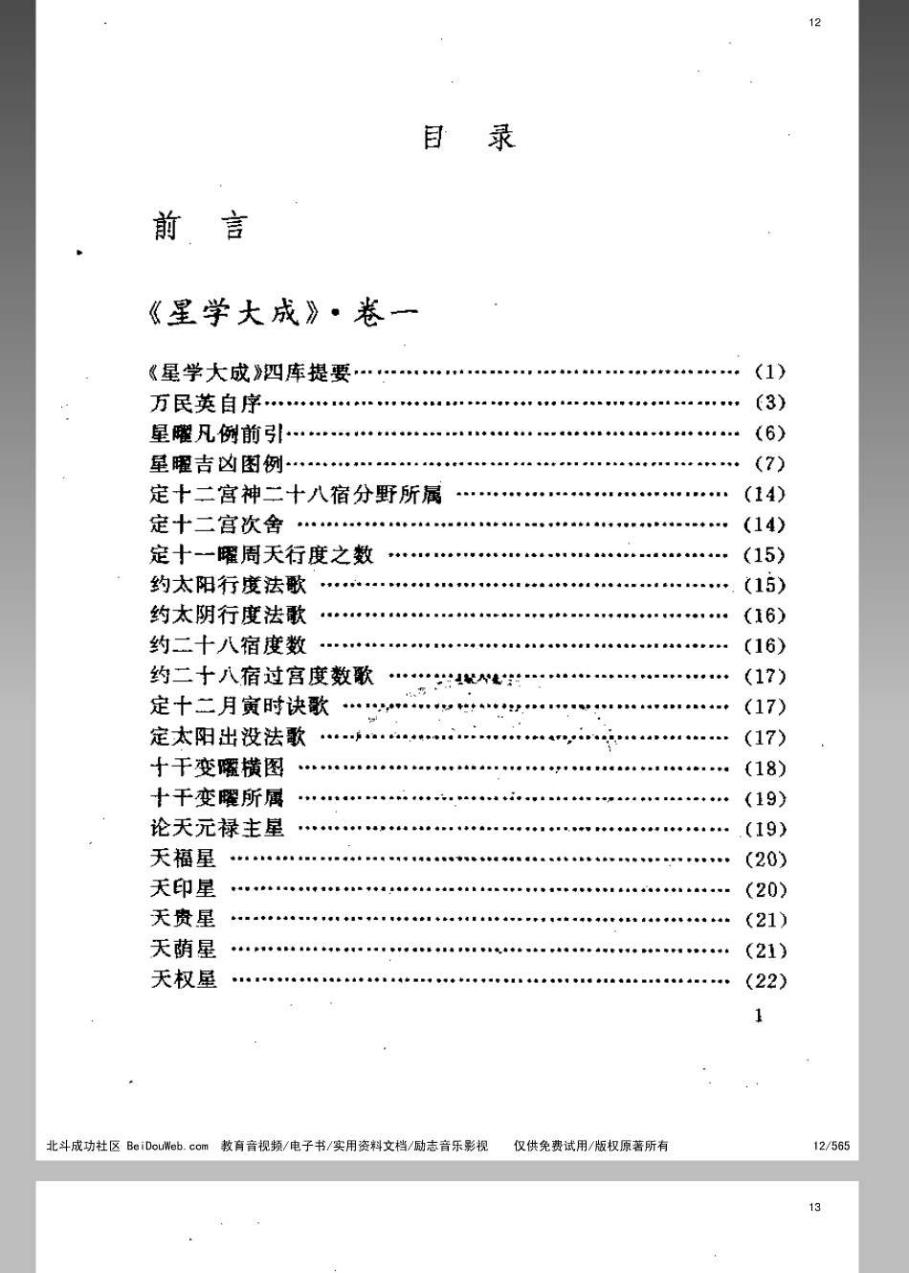 12
目 录
前 言
《星学大成》·卷一
《星学大成》四库提要……………………………………………… (1)
万民英自序……………………………………………………… (3)
星曜凡例前引…………………………………………………… (6)
星曜吉凶图例…………………………………………………… (7)
定十二宫神二十八宿分野所属 ……………………………… (14)
定十二宫次舍 ………………………………………………… (14)
定十一曜周天行度之数 ……………………………………… (15)
约太阳行度法歌 ……………………………………………… (15)
约太阴行度法歌 ……………………………………………… (16)
约二十八宿度数 ……………………………………………… (16)
约二十八宿过宫度数歌 ……………………………………… (17)
定十二月寅时诀歌 …………………………………………… (17)
定太阳出没法歌 ……………………………………………… (17)
十干变曜横图 ………………………………………………… (18)
十干变曜所属 ………………………………………………… (19)
论天元禄主星 ………………………………………………… (19)
天福星 ………………………………………………………… (20)
天印星 ………………………………………………………… (20)
天贵星 ………………………………………………………… (21)
天荫星 ………………………………………………………… (21)
天权星 ………………………………………………………… (22)
1
北斗成功社区 BeiDouWeb.com 教育音视频/电子书/实用资料文档/励志音乐影视 仅供免费试用/版权原著所有 12/565
13